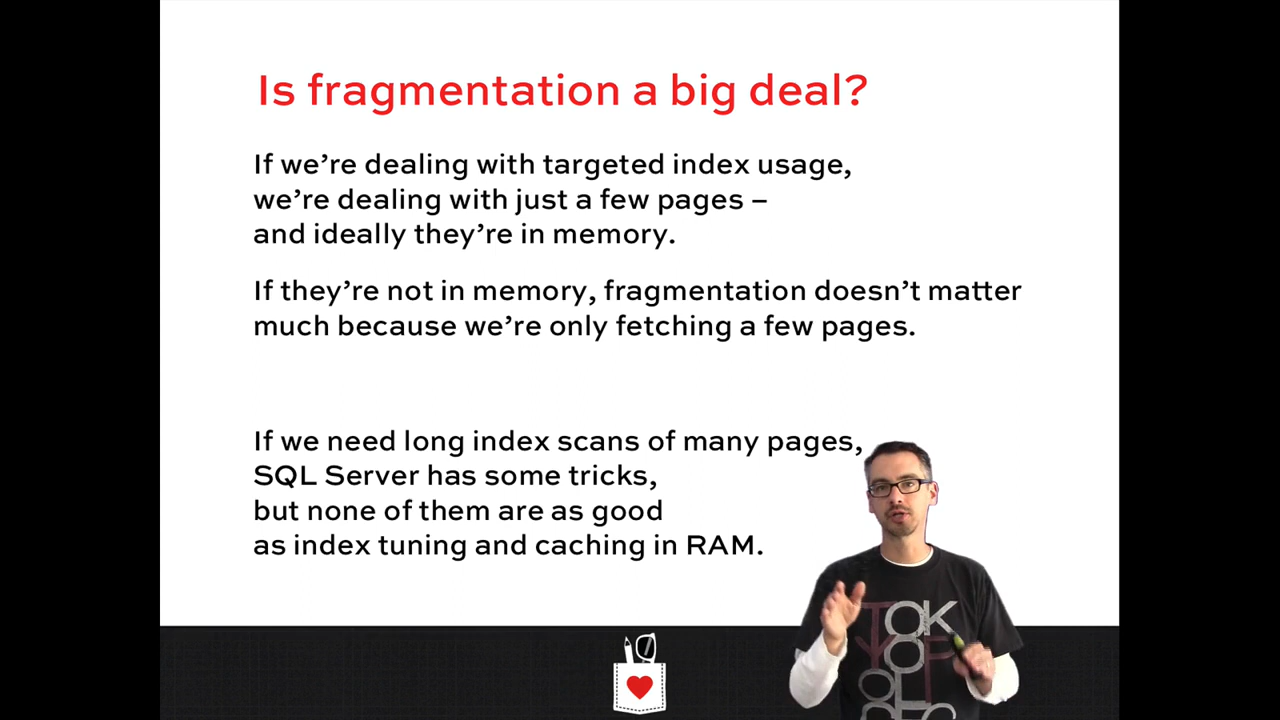 Is fragmentation a big deal?
If we’re dealing with targeted index usage,
we’re dealing with just a few pages –
and ideally they’re in memory.
If they’re not in memory, fragmentation doesn’t matter
much because we’re only fetching a few pages.
If we need long index scans of many pages,
SQL Server has some tricks,
but none of them are as good
as index tuning and caching in RAM.
TOK